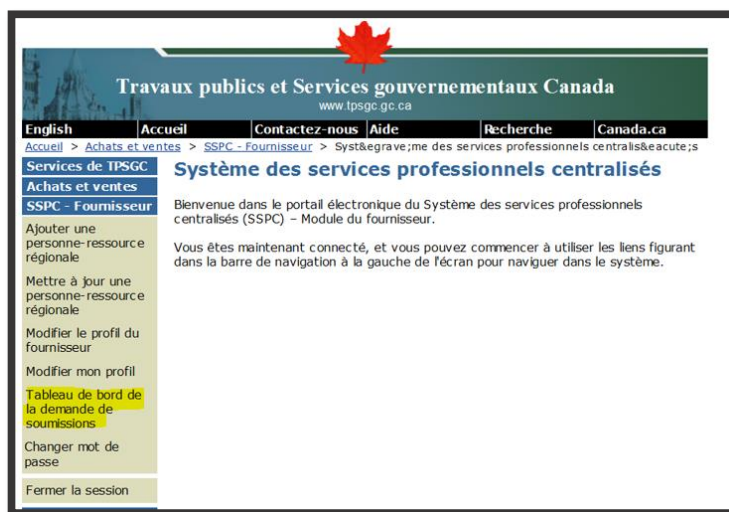 Travaux publics et Services gouvernementaux Canada
www.tpsgc.gc.ca
English Accueil Contactez-nous Aide Recherche Canada.ca
Accueil > Achats et ventes > SSPC - Fournisseur > Syst&egrave;me des services professionnels centralis&eacute;s
Services de TPSGC
Achats et ventes
SSPC - Fournisseur
Ajouter une
personne-ressource
régionale
Mettre à jour une
personne-ressource
régionale
Modifier le profil du
fournisseur
Modifier mon profil
Tableau de bord de
la demande de
soumissions
Changer mot de
passe
Fermer la session
Système des services professionnels centralisés
Bienvenue dans le portail électronique du Système des services professionnels
centralisés (SSPC) – Module du fournisseur.
Vous êtes maintenant connecté, et vous pouvez commencer à utiliser les liens figurant
dans la barre de navigation à la gauche de l'écran pour naviguer dans le système.